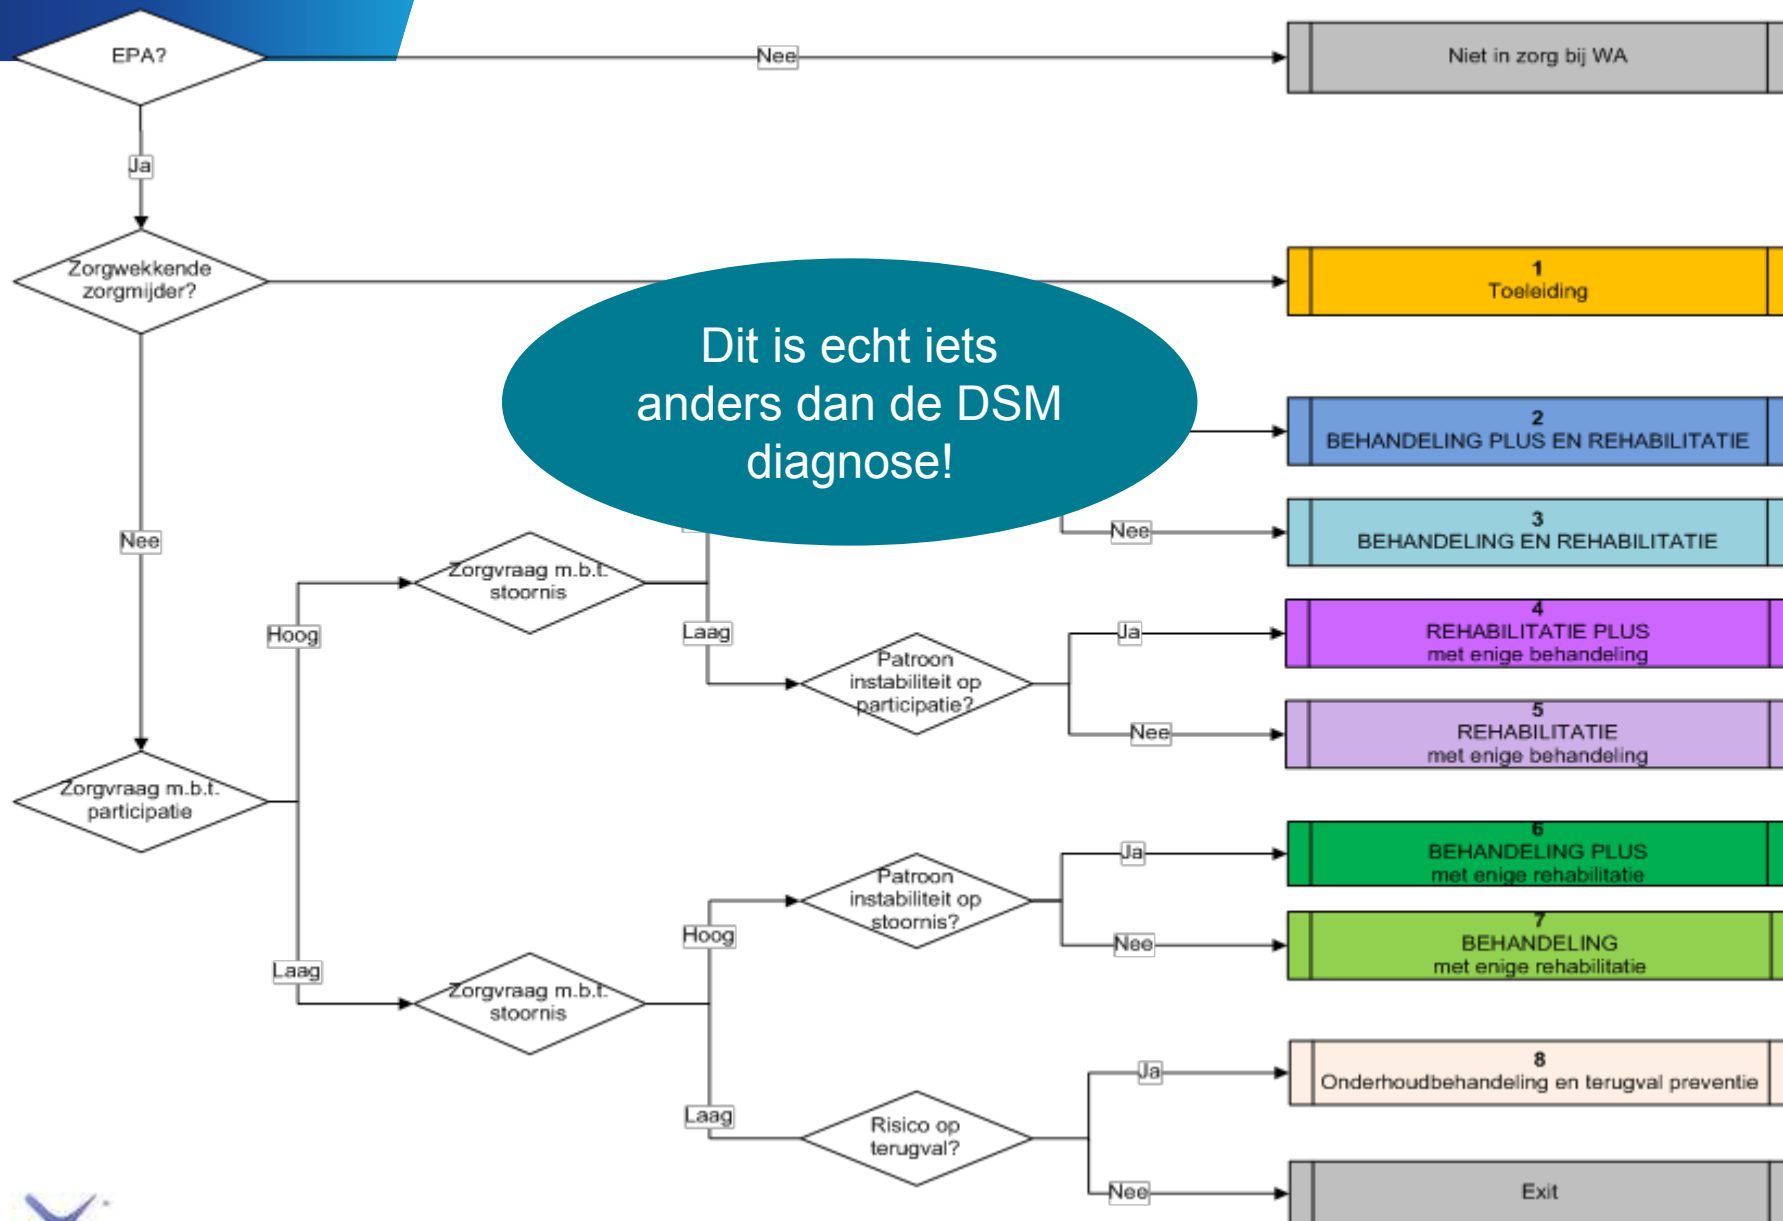 EPA?
Nee
Niet in zorg bij WA
Ja
Zorgwekkende
zorgmijder?
1
Toeleiding
Dit is echt iets
anders dan de DSM
diagnose!
2
BEHANDELING PLUS EN REHABILITATIE
Nee
3
BEHANDELING EN REHABILITATIE
Nee
Zorgvraag m.b.t.
stoornis
Hoog
Laag
Ja
4
REHABILITATIE PLUS
met enige behandeling
Patroon
instabiliteit op
participatie?
Nee
5
REHABILITATIE
met enige behandeling
Zorgvraag m.b.t.
participatie
Ja
6
BEHANDELING PLUS
met enige rehabilitatie
Patroon
instabiliteit op
stoornis?
Hoog
Nee
7
BEHANDELING
met enige rehabilitatie
Laag
Zorgvraag m.b.t.
stoornis
Ja
8
Onderhoudbehandeling en terugval preventie
Laag
Risico op
terugval?
Nee
Exit